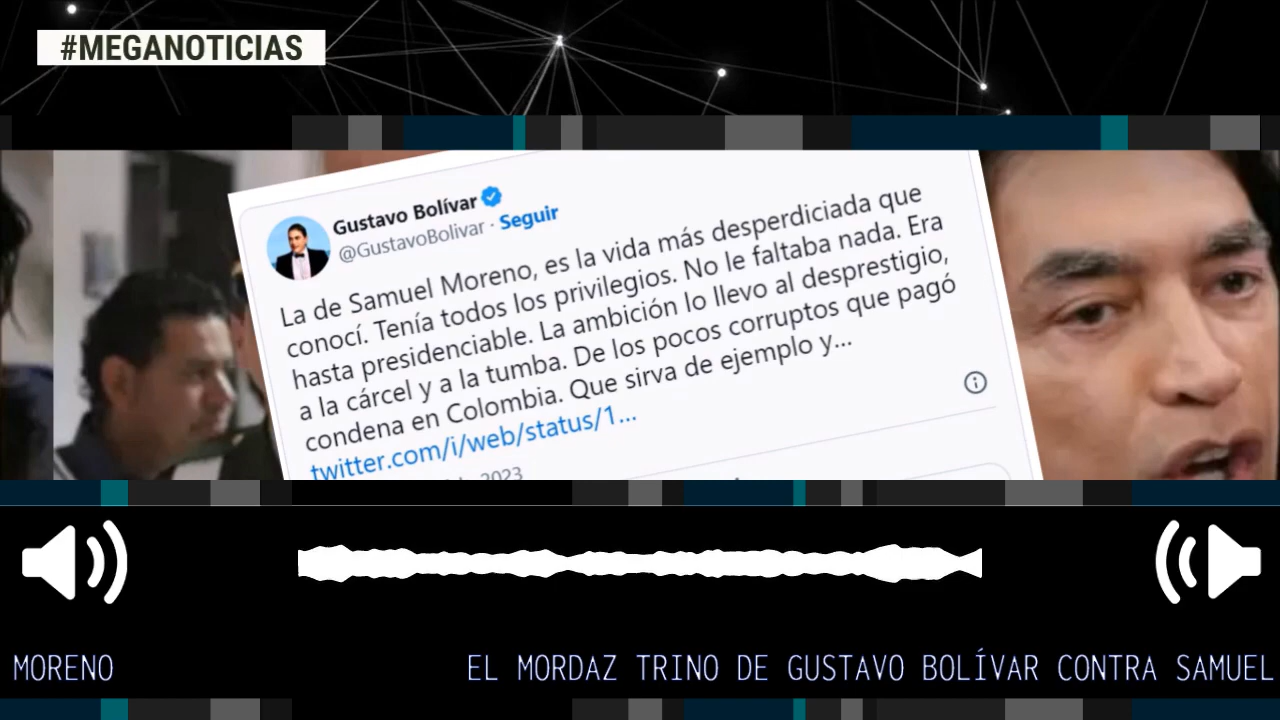 #MEGANOTICIAS
Gustavo Bolívar
@GustavoBolivar · Seguir
La de Samuel Moreno, es la vida más desperdiciada que
conocí. Tenía todos los privilegios. No le faltaba nada. Era
hasta presidenciable. La ambición lo llevo al desprestigio,
a la cárcel y a la tumba. De los pocos corruptos que pagó
condena en Colombia. Que sirva de ejemplo y...
twitter.com/i/web/status/1...
2023
MORENO EL MORDAZ TRINO DE GUSTAVO BOLÍVAR CONTRA SAMUEL